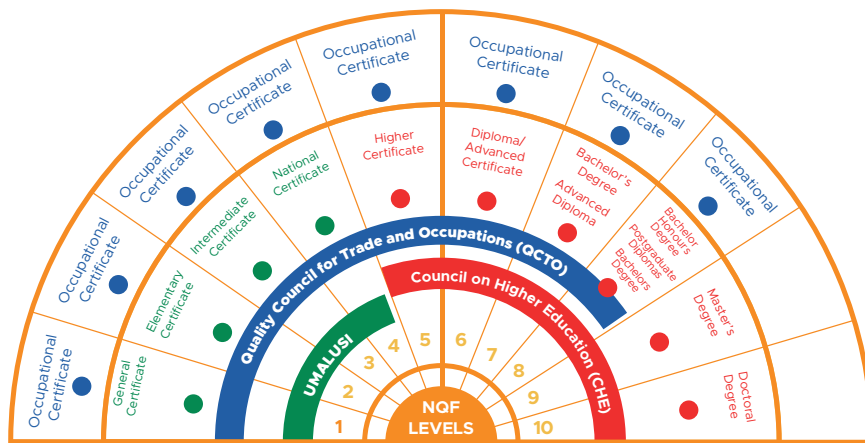 Occupational
Certificate
Occupational
Certificate
Occupational
Certificate
Occupational
Certificate
Occupational
Certificate
Occupational
Certificate
Occupational
Certificate
Occupational
Certificate
General
Certificate
Elementary
Certificate
Intermediate
Certificate
National
Certificate
Higher
Certificate
Diploma/
Advanced
Certificate
Bachelor's
Degree
Advanced
Diploma
Bachelor
Honour's
Degree
Postgraduate
Diplomas
Bachelors
Degree
Master's
Degree
Doctoral
Degree
Quality Council for Trade and Occupations (QCTO)
Council on Higher Education (CHE)
UMALUSI
1
2
3
4
5
6
7
8
9
10
NQF
LEVELS